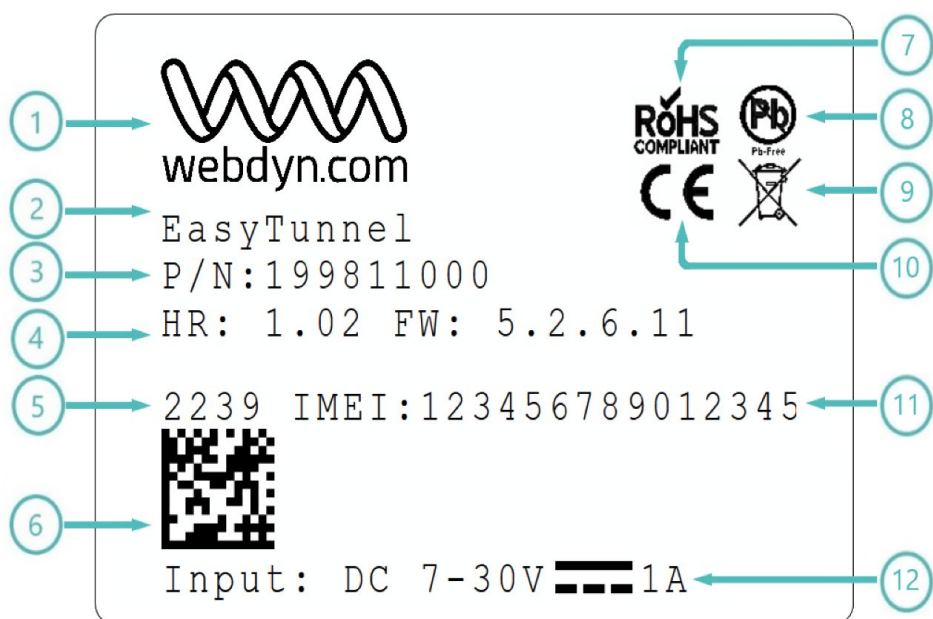 webdyn.com
EasyTunnel
P/N:199811000
HR: 1.02 FW: 5.2.6.11
2239 IMEI:123456789012345
Input: DC 7-30V 1A
RoHS
COMPLIANT
Pb
Pb-Free
CE
1
2
3
4
5
6
7
8
9
10
11
12